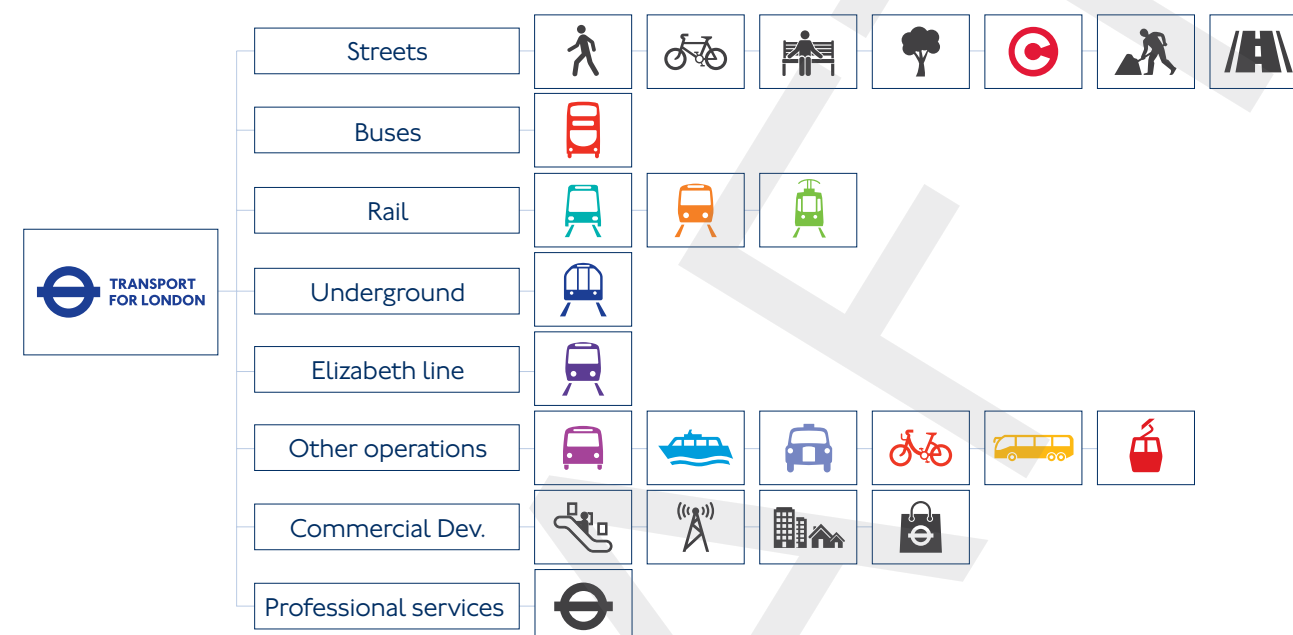 Streets
Buses
Rail
TRANSPORT
FOR LONDON
Underground
Elizabeth line
Other operations
Commercial Dev.
Professional services